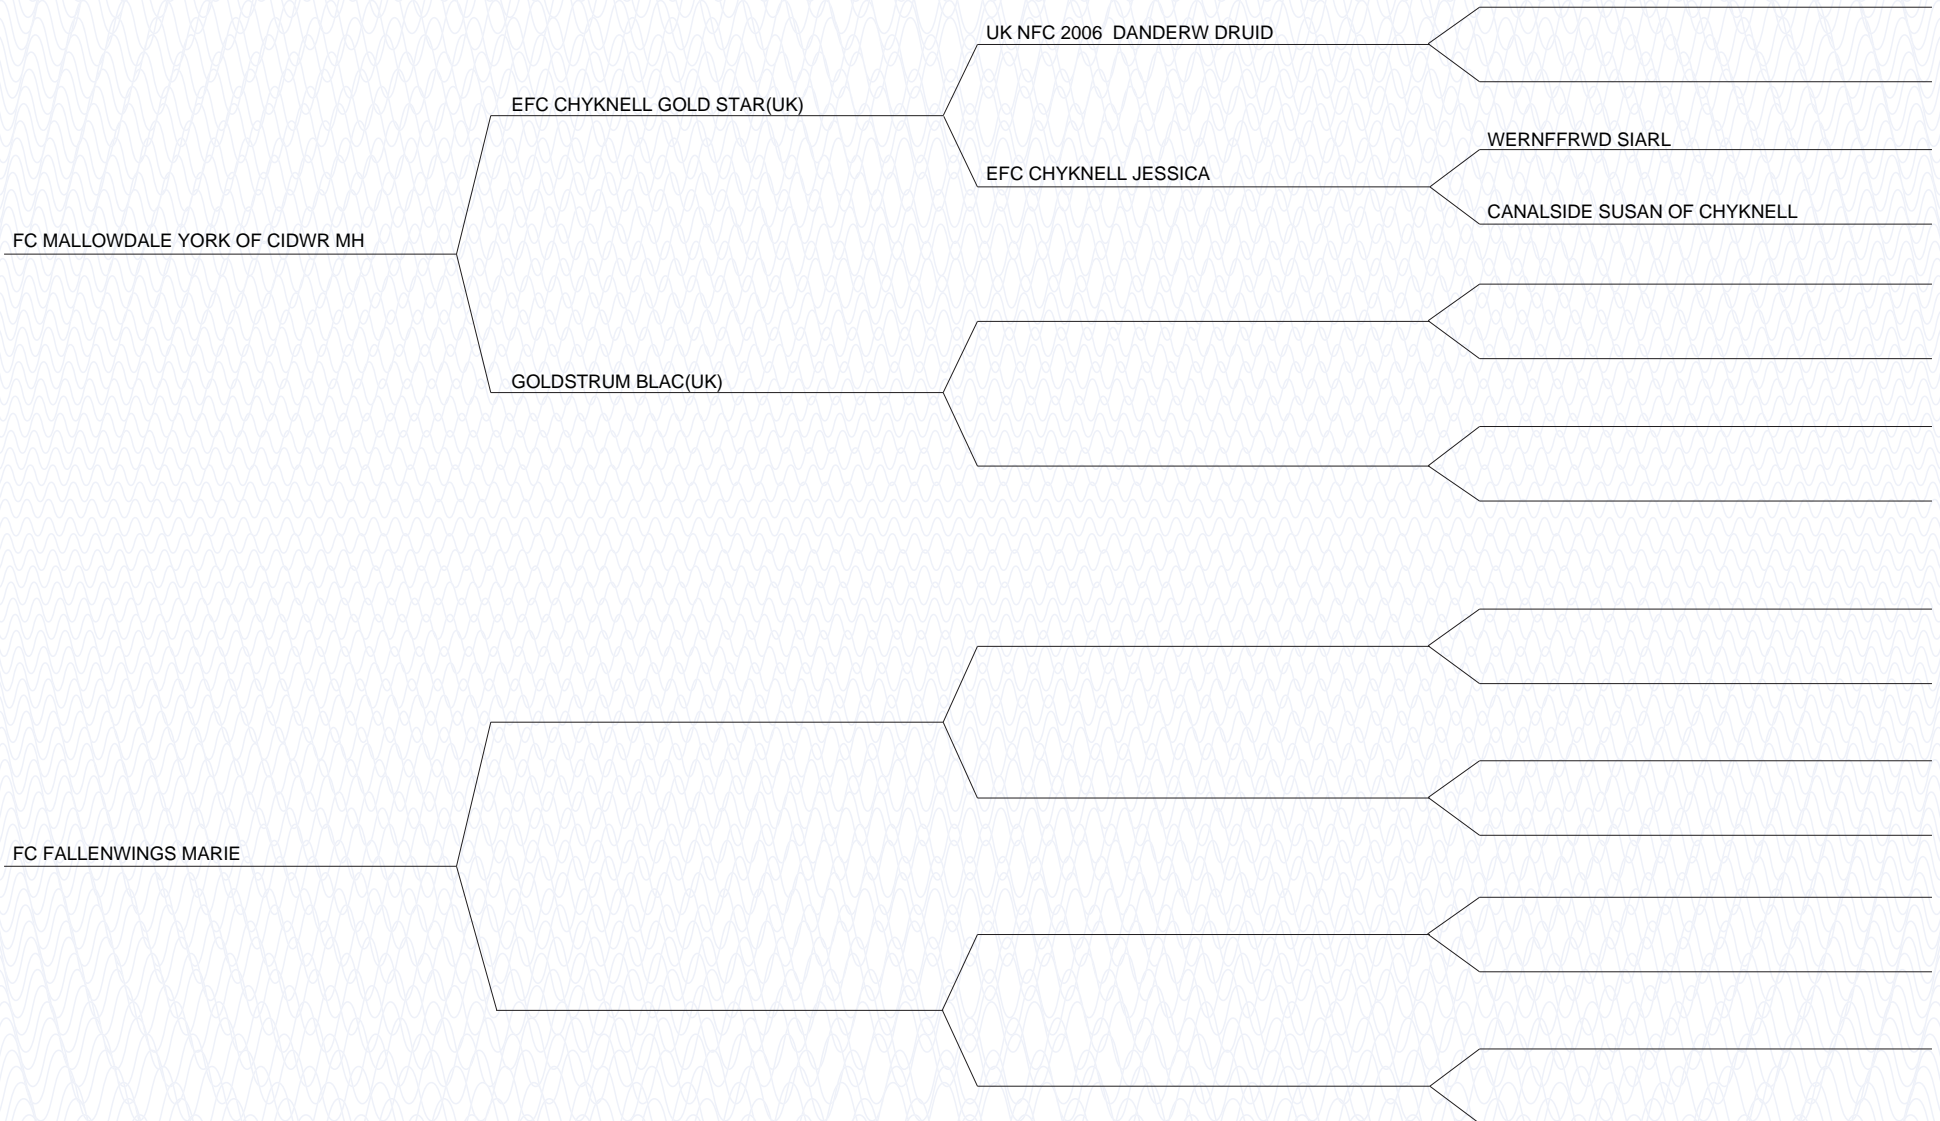 UK NFC 2006  DANDERW DRUID
EFC CHYKNELL GOLD STAR(UK)
WERNFFRWD SIARL
EFC CHYKNELL JESSICA
CANALSIDE SUSAN OF CHYKNELL
FC MALLOWDALE YORK OF CIDWR MH
GOLDSTRUM BLAC(UK)
FC FALLENWINGS MARIE